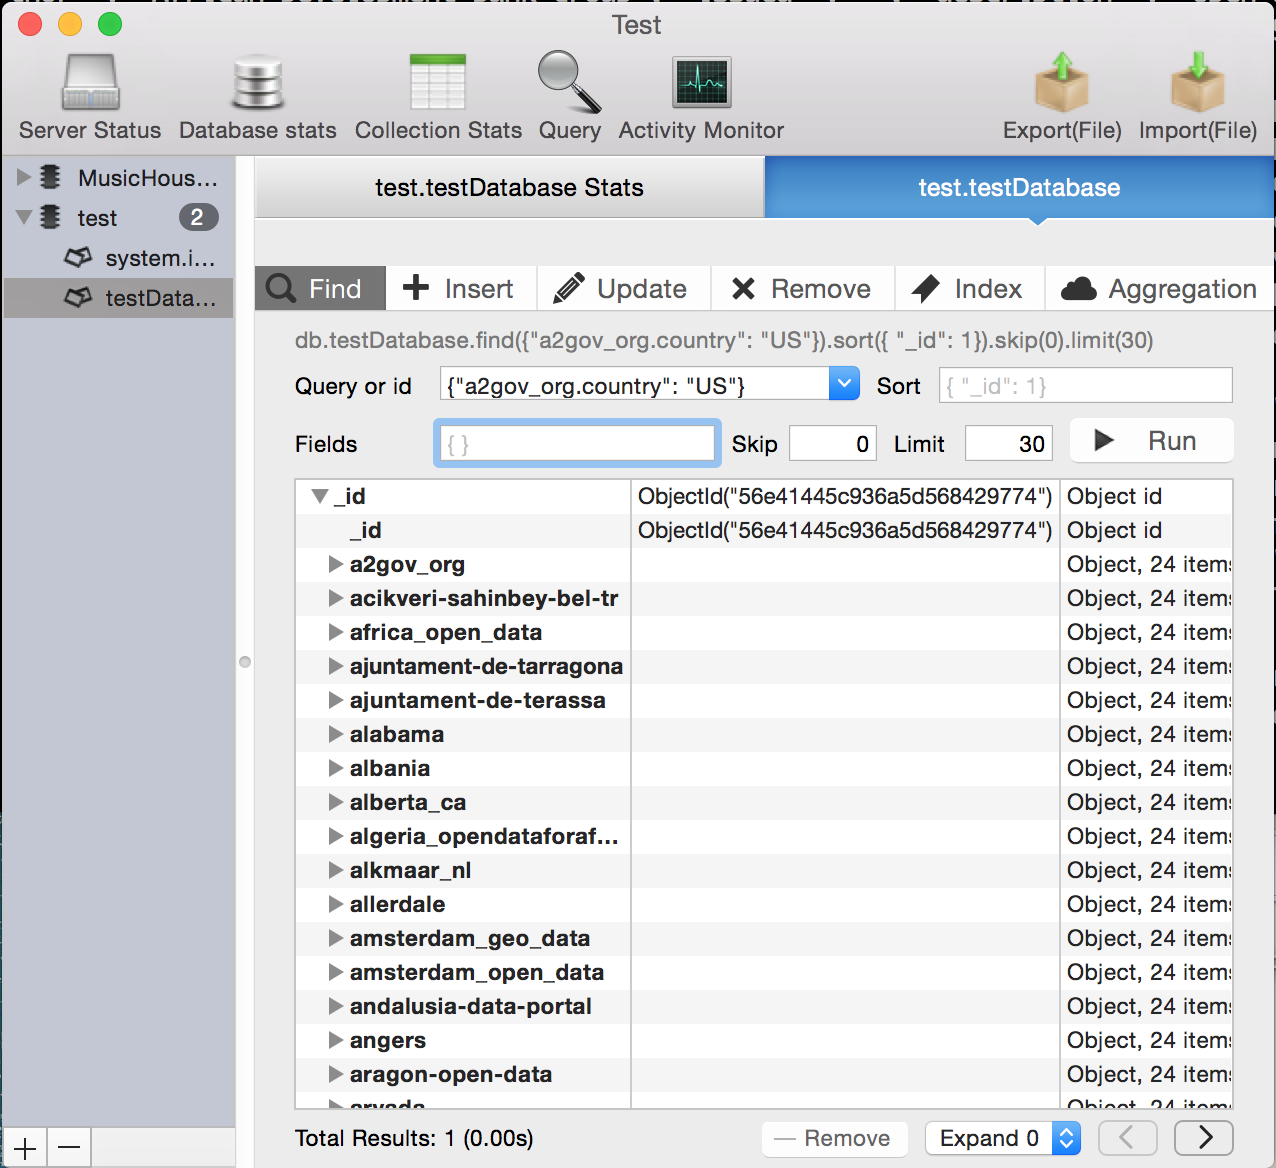 Test
Server Status Database stats Collection Stats Query Activity Monitor Export(File) Import(File)
MusicHous...
test 2
system.i...
testData...
test.testDatabase Stats test.testDatabase
Find Insert Update Remove Index Aggregation
db.testDatabase.find({"a2gov_org.country": "US"}).sort({ "_id": 1}).skip(0).limit(30)
Query or id {"a2gov_org.country": "US"} Sort { "_id": 1}
Fields { } Skip 0 Limit 30 Run
_id ObjectId("56e41445c936a5d568429774") Object id
_id ObjectId("56e41445c936a5d568429774") Object id
a2gov_org Object, 24 items
acikveri-sahinbey-bel-tr Object, 24 items
africa_open_data Object, 24 items
ajuntament-de-tarragona Object, 24 items
ajuntament-de-terassa Object, 24 items
alabama Object, 24 items
albania Object, 24 items
alberta_ca Object, 24 items
algeria_opendataforaf... Object, 24 items
alkmaar_nl Object, 24 items
allerdale Object, 24 items
amsterdam_geo_data Object, 24 items
amsterdam_open_data Object, 24 items
andalusia-data-portal Object, 24 items
angers Object, 24 items
aragon-open-data Object, 24 items
arvada Object, 24 items
Total Results: 1 (0.00s) Remove Expand 0